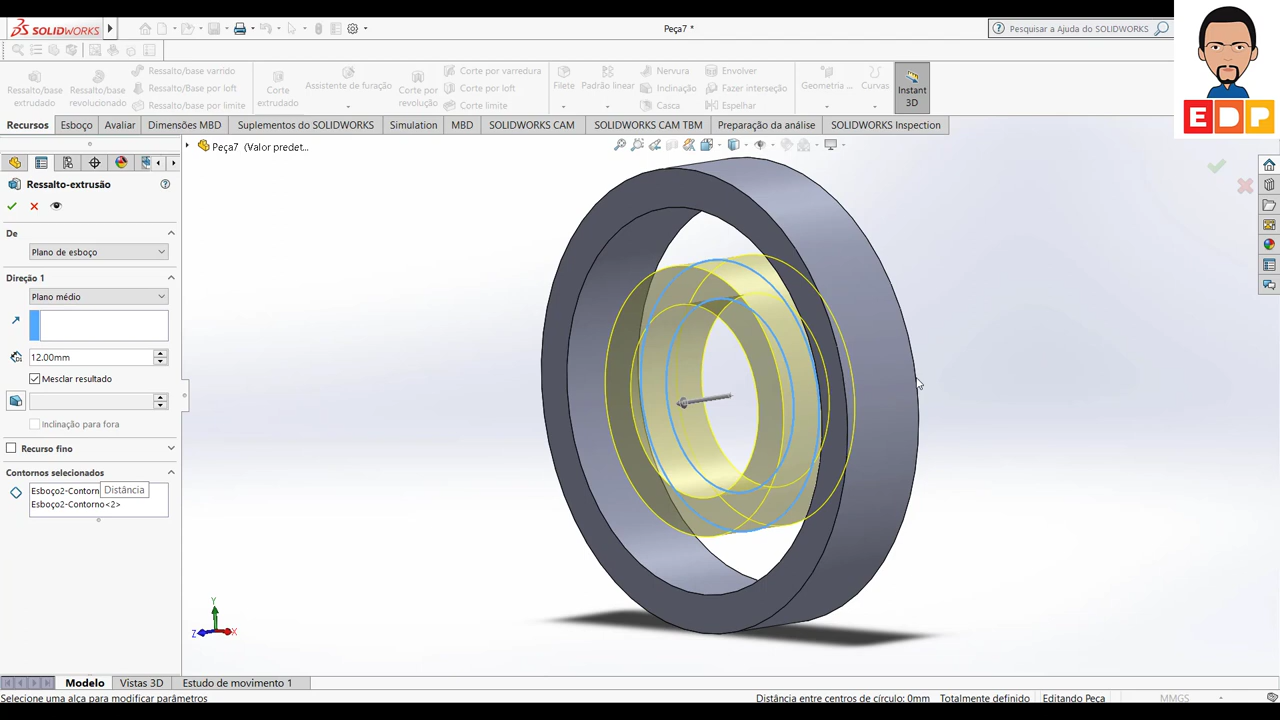 SOLIDWORKS
Peça7 *
Pesquisar a Ajuda do SOLIDWORKS
EDP
Ressalto/base extrudado
Ressalto/base revolucionado
Ressalto/base varrido
Ressalto/base por loft
Ressalto/base por limite
Corte extrudado
Assistente de furação
Corte por revolução
Corte por varredura
Corte por loft
Corte limite
Filete
Padrão linear
Nervura
Inclinação
Casca
Envolver
Fazer interseção
Espelhar
Geometria ...
Curvas
Instant 3D
Recursos
Esboço
Avaliar
Dimensões MBD
Suplementos do SOLIDWORKS
Simulation
MBD
SOLIDWORKS CAM
SOLIDWORKS CAM TBM
Preparação da análise
SOLIDWORKS Inspection
Peça7 (Valor predet...
Ressalto-extrusão
De
Plano de esboço
Direção 1
Plano médio
12.00mm
Mesclar resultado
Inclinação para fora
Recurso fino
Contornos selecionados
Esboço2-Contorn
Distância
Esboço2-Contorno<2>
Y
Z
X
Modelo
Vistas 3D
Estudo de movimento 1
Selecione uma alça para modificar parâmetros
Distância entre centros de círculo: 0mm
Totalmente definido
Editando Peça
MMGS